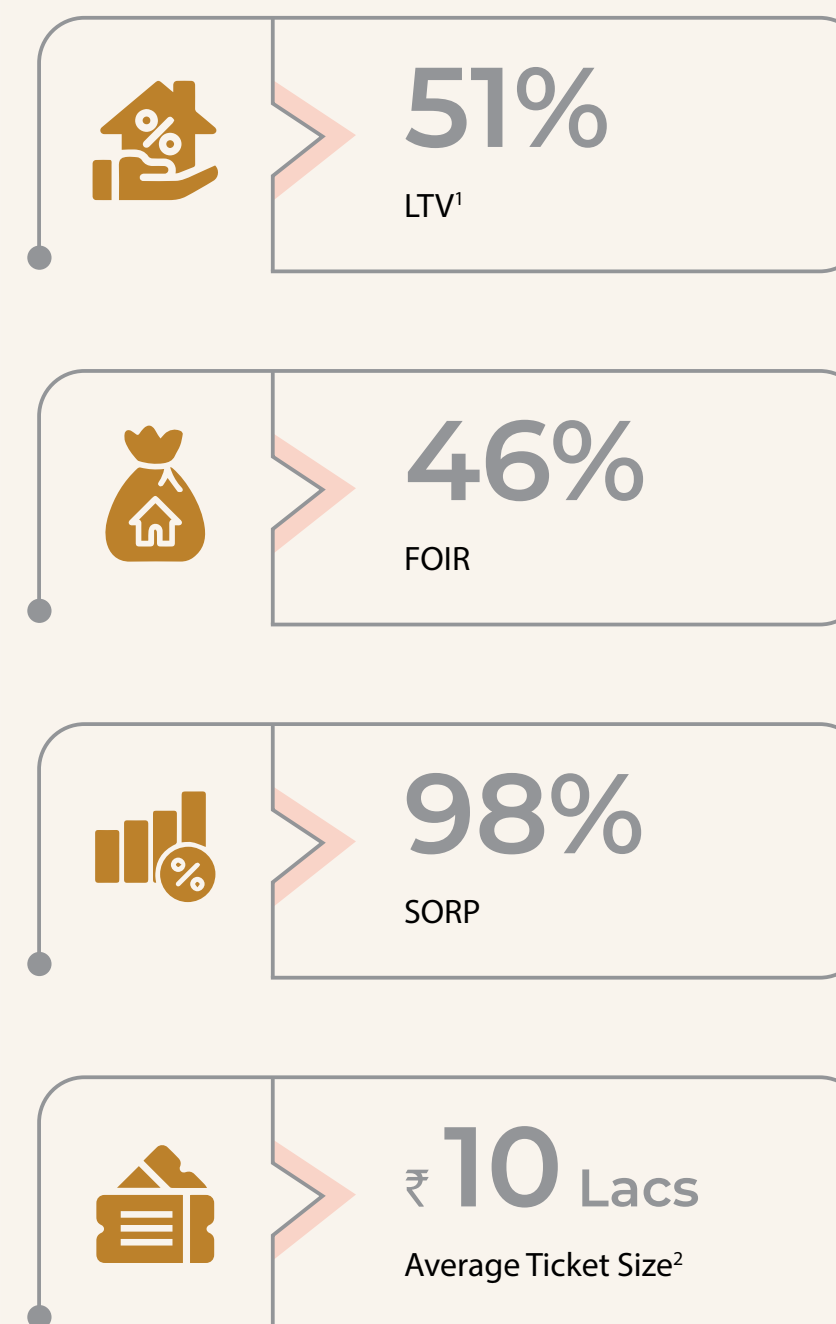 %
51%
LTV¹
46%
FOIR
%
98%
SORP
₹ 10 Lacs
Average Ticket Size²